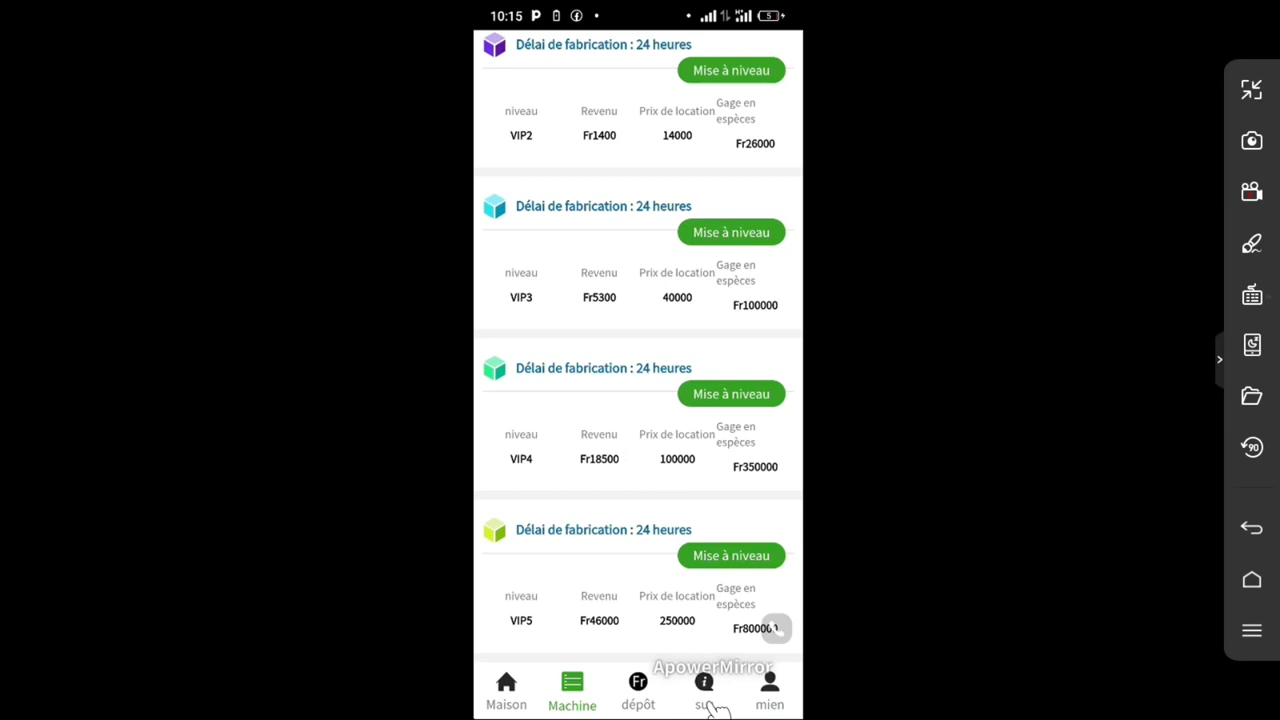 10:15
5
Délai de fabrication : 24 heures
Mise à niveau
niveau Revenu Prix de location Gage en espèces
VIP2 Fr1400 14000 Fr26000
Délai de fabrication : 24 heures
Mise à niveau
niveau Revenu Prix de location Gage en espèces
VIP3 Fr5300 40000 Fr100000
Délai de fabrication : 24 heures
Mise à niveau
niveau Revenu Prix de location Gage en espèces
VIP4 Fr18500 100000 Fr350000
Délai de fabrication : 24 heures
Mise à niveau
niveau Revenu Prix de location Gage en espèces
VIP5 Fr46000 250000 Fr800000
ApowerMirror
Fr
Maison Machine dépôt mien
90